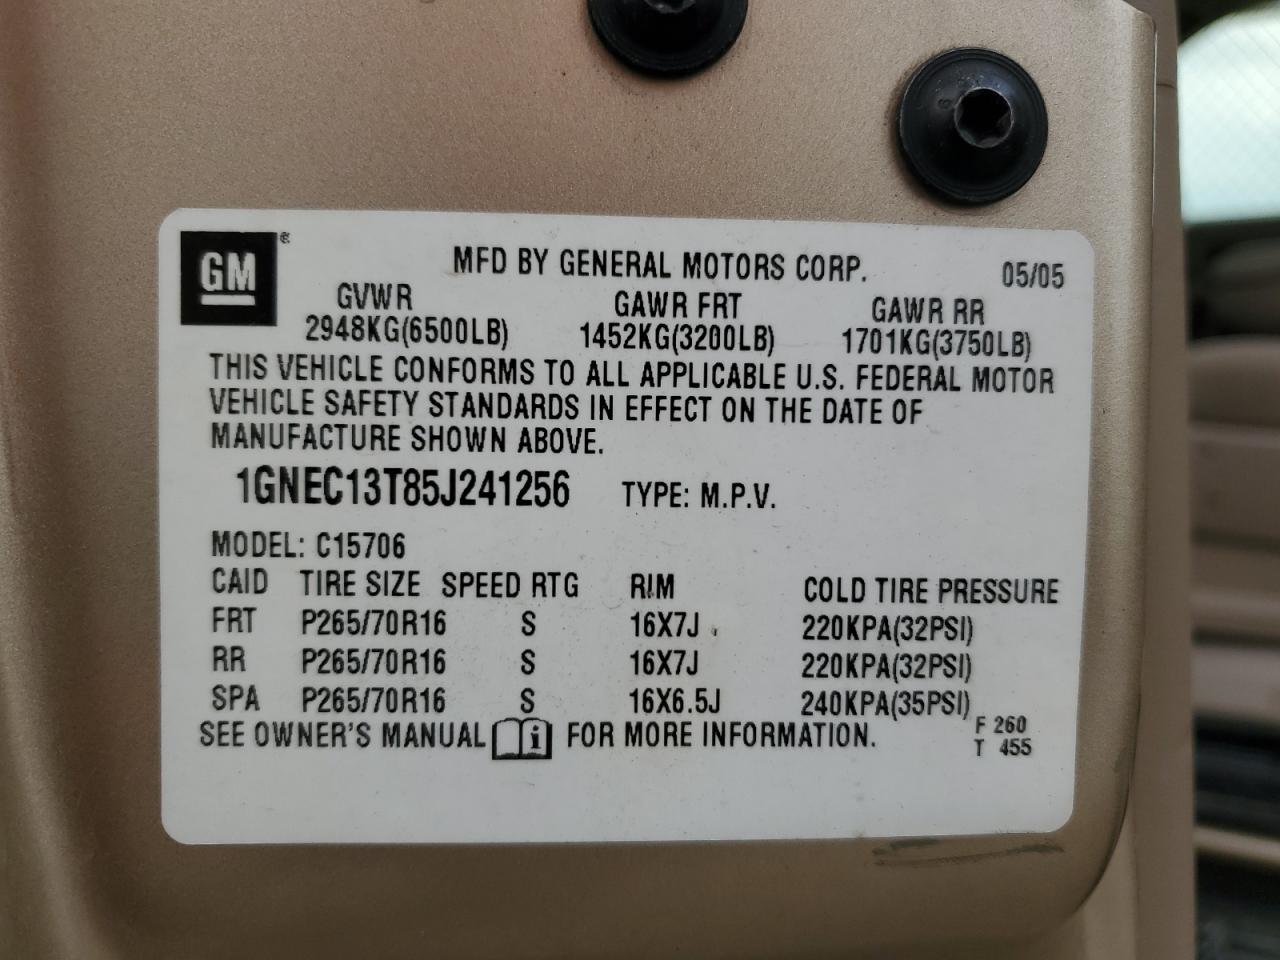 GM
MFD BY GENERAL MOTORS CORP. 05/05
GVWR GAWR FRT GAWR RR
2948KG(6500LB) 1452KG(3200LB) 1701KG(3750LB)
THIS VEHICLE CONFORMS TO ALL APPLICABLE U.S. FEDERAL MOTOR
VEHICLE SAFETY STANDARDS IN EFFECT ON THE DATE OF
MANUFACTURE SHOWN ABOVE.
1GNEC13T85J241256 TYPE: M.P.V.
MODEL: C15706
CAID TIRE SIZE SPEED RTG RIM COLD TIRE PRESSURE
FRT P265/70R16 S 16X7J 220KPA(32PSI)
RR P265/70R16 S 16X7J 220KPA(32PSI)
SPA P265/70R16 S 16X6.5J 240KPA(35PSI)
SEE OWNER'S MANUAL i FOR MORE INFORMATION.
F 260
T 455